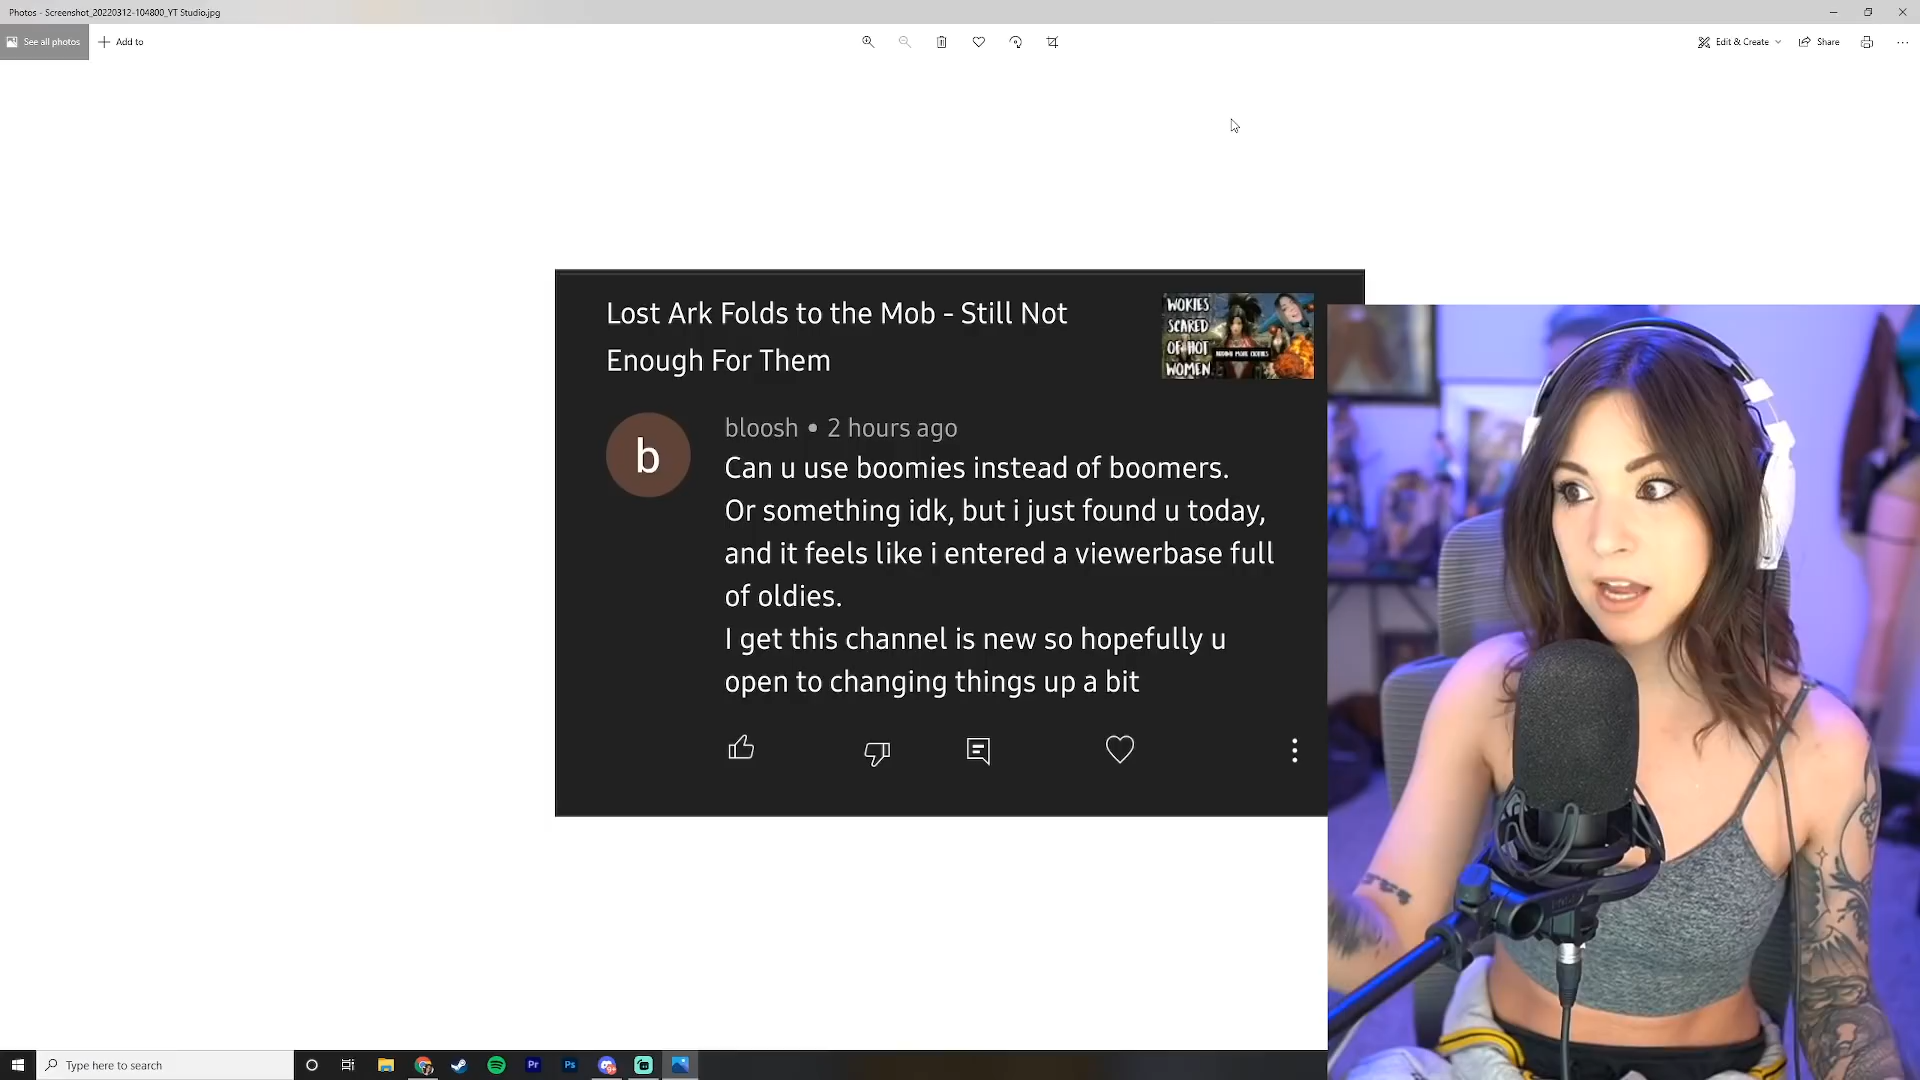 Photos - Screenshot_20220312-104800_YT Studio.jpg
See all photos
Add to
Edit & Create
Share
Lost Ark Folds to the Mob - Still Not
Enough For Them
WOKIES
SCARED
OF HOT
WOMEN
b
bloosh • 2 hours ago
Can u use boomies instead of boomers.
Or something idk, but i just found u today,
and it feels like i entered a viewerbase full
of oldies.
I get this channel is new so hopefully u
open to changing things up a bit
Type here to search
Pr
Ps